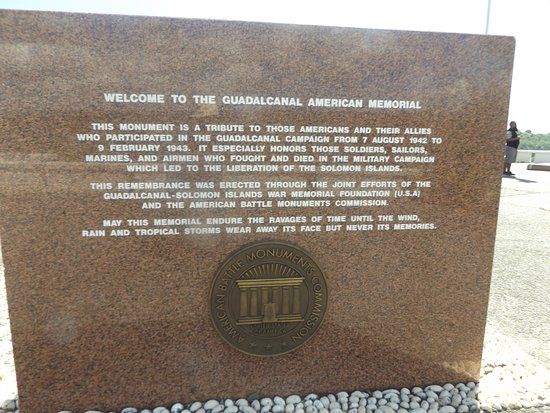 WELCOME TO THE GUADALCANAL AMERICAN MEMORIAL
THIS MONUMENT IS A TRIBUTE TO THOSE AMERICANS AND THEIR ALLIES
WHO PARTICIPATED IN THE GUADALCANAL CAMPAIGN FROM 7 AUGUST 1942 TO
9 FEBRUARY 1943. IT ESPECIALLY HONORS THOSE SOLDIERS, SAILORS,
MARINES, AND AIRMEN WHO FOUGHT AND DIED IN THE MILITARY CAMPAIGN
WHICH LED TO THE LIBERATION OF THE SOLOMON ISLANDS.
THIS REMEMBRANCE WAS ERECTED THROUGH THE JOINT EFFORTS OF THE
GUADALCANAL-SOLOMON ISLANDS WAR MEMORIAL FOUNDATION (U.S.A)
AND THE AMERICAN BATTLE MONUMENTS COMMISSION.
MAY THIS MEMORIAL ENDURE THE RAVAGES OF TIME UNTIL THE WIND,
RAIN AND TROPICAL STORMS WEAR AWAY ITS FACE BUT NEVER ITS MEMORIES.
AMERICAN BATTLE MONUMENTS COMMISSION